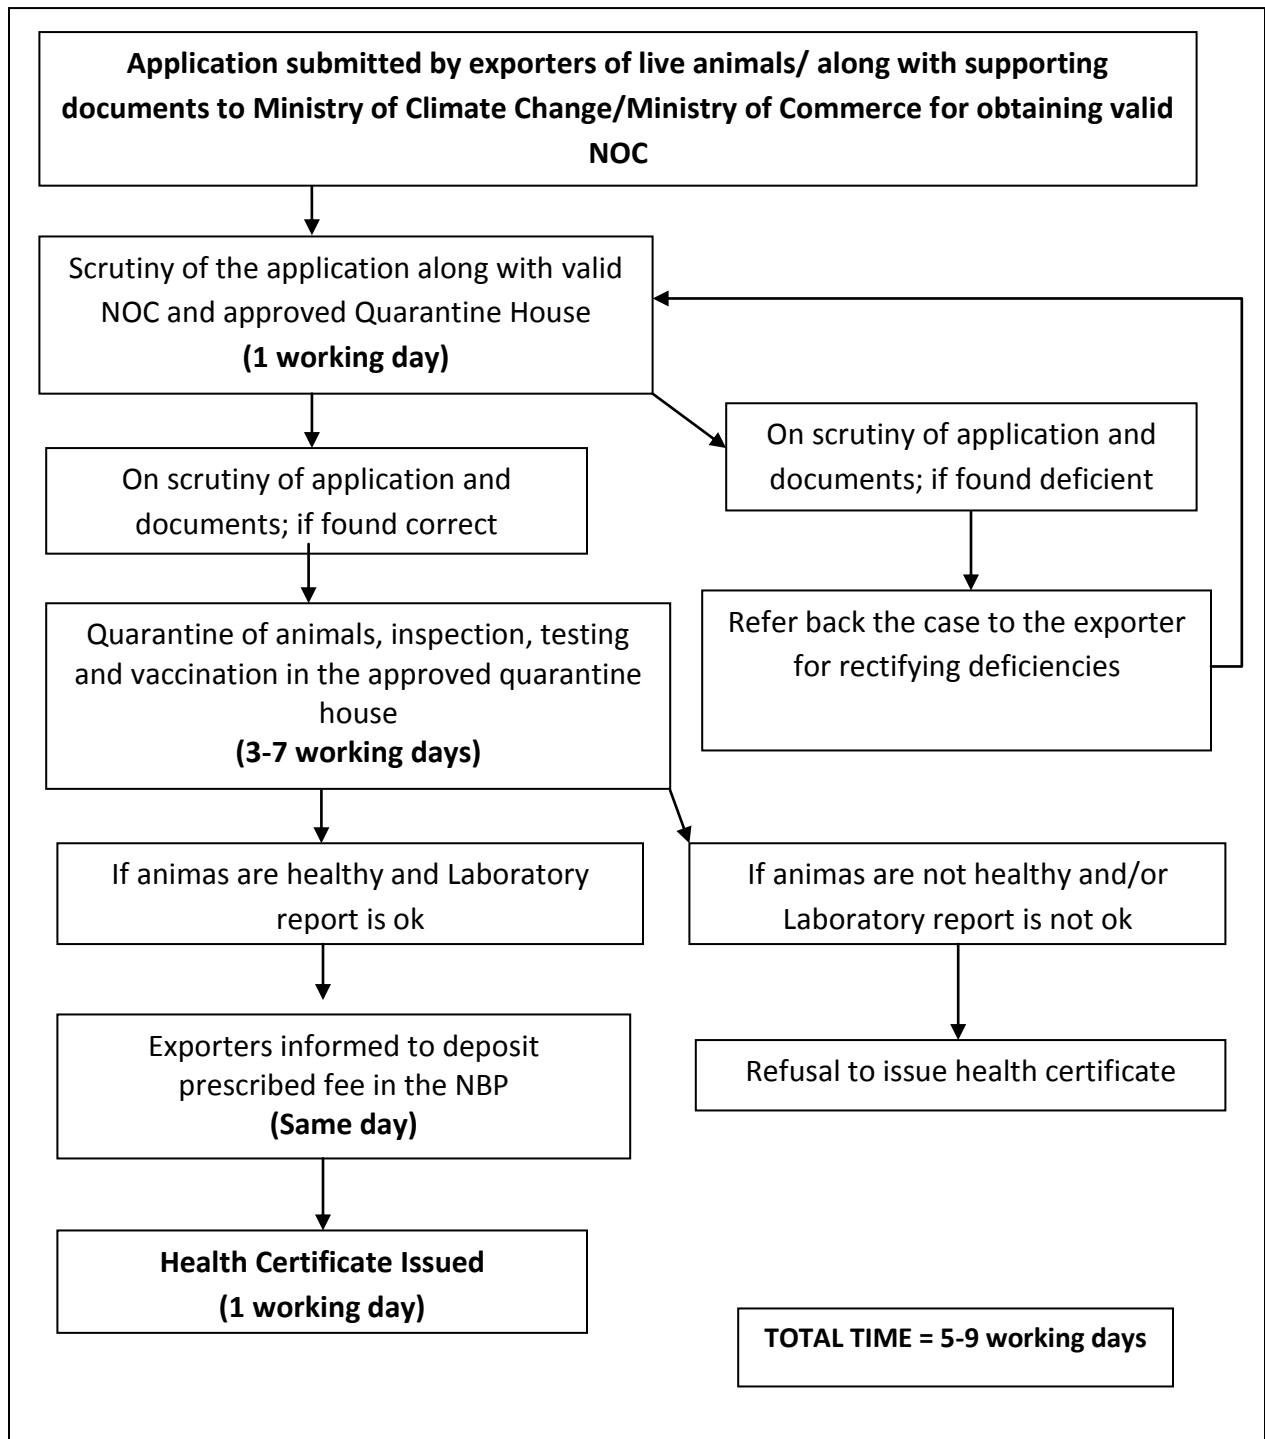 Application submitted by exporters of live animals/ along with supporting
documents to Ministry of Climate Change/Ministry of Commerce for obtaining valid
NOC
Scrutiny of the application along with valid
NOC and approved Quarantine House
(1 working day)
On scrutiny of application and
documents; if found deficient
On scrutiny of application and
documents; if found correct
Refer back the case to the exporter
for rectifying deficiencies
Quarantine of animals, inspection, testing
and vaccination in the approved quarantine
house
(3-7 working days)
If animas are healthy and Laboratory
report is ok
If animas are not healthy and/or
Laboratory report is not ok
Exporters informed to deposit
prescribed fee in the NBP
(Same day)
Refusal to issue health certificate
Health Certificate Issued
(1 working day)
TOTAL TIME = 5-9 working days